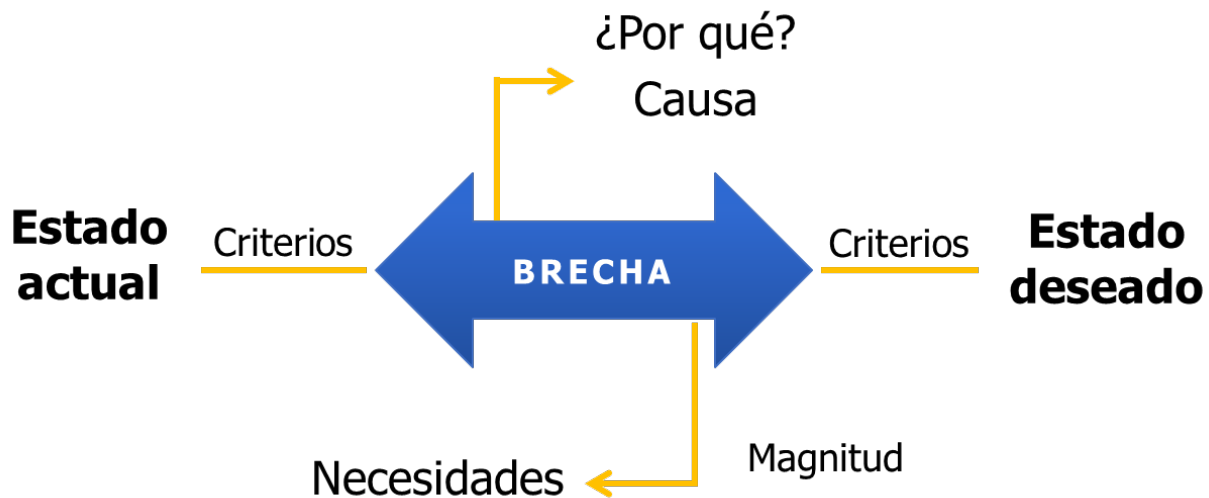 ¿Por qué?
Causa
Estado
actual
Criterios
BRECHA
Criterios
Estado
deseado
Necesidades
Magnitud